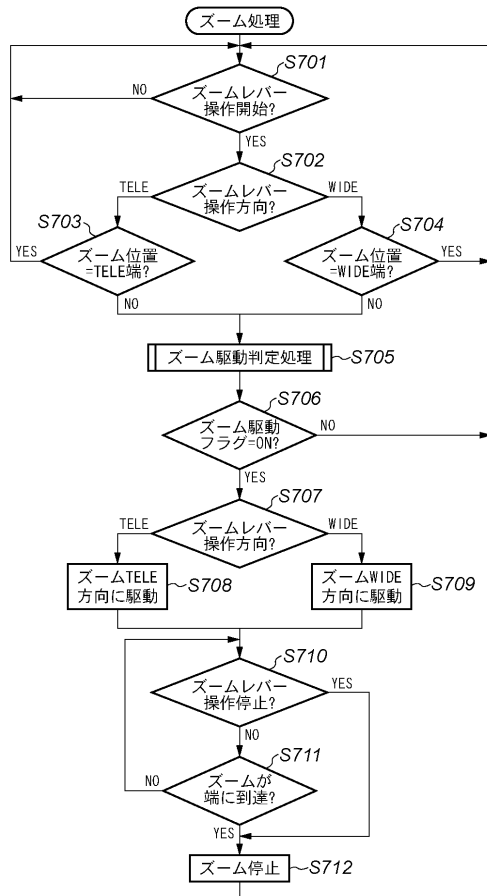 ズーム処理
S701
ズームレバー
操作開始?
NO
YES
S702
ズームレバー
操作方向?
TELE
WIDE
S703
ズーム位置
=TELE端?
YES
NO
S704
ズーム位置
=WIDE端?
YES
NO
ズーム駆動判定処理
S705
S706
ズーム駆動
フラグ=ON?
NO
YES
S707
ズームレバー
操作方向?
TELE
WIDE
ズームTELE
方向に駆動
S708
ズームWIDE
方向に駆動
S709
S710
ズームレバー
操作停止?
YES
NO
S711
ズームが
端に到達?
NO
YES
ズーム停止
S712